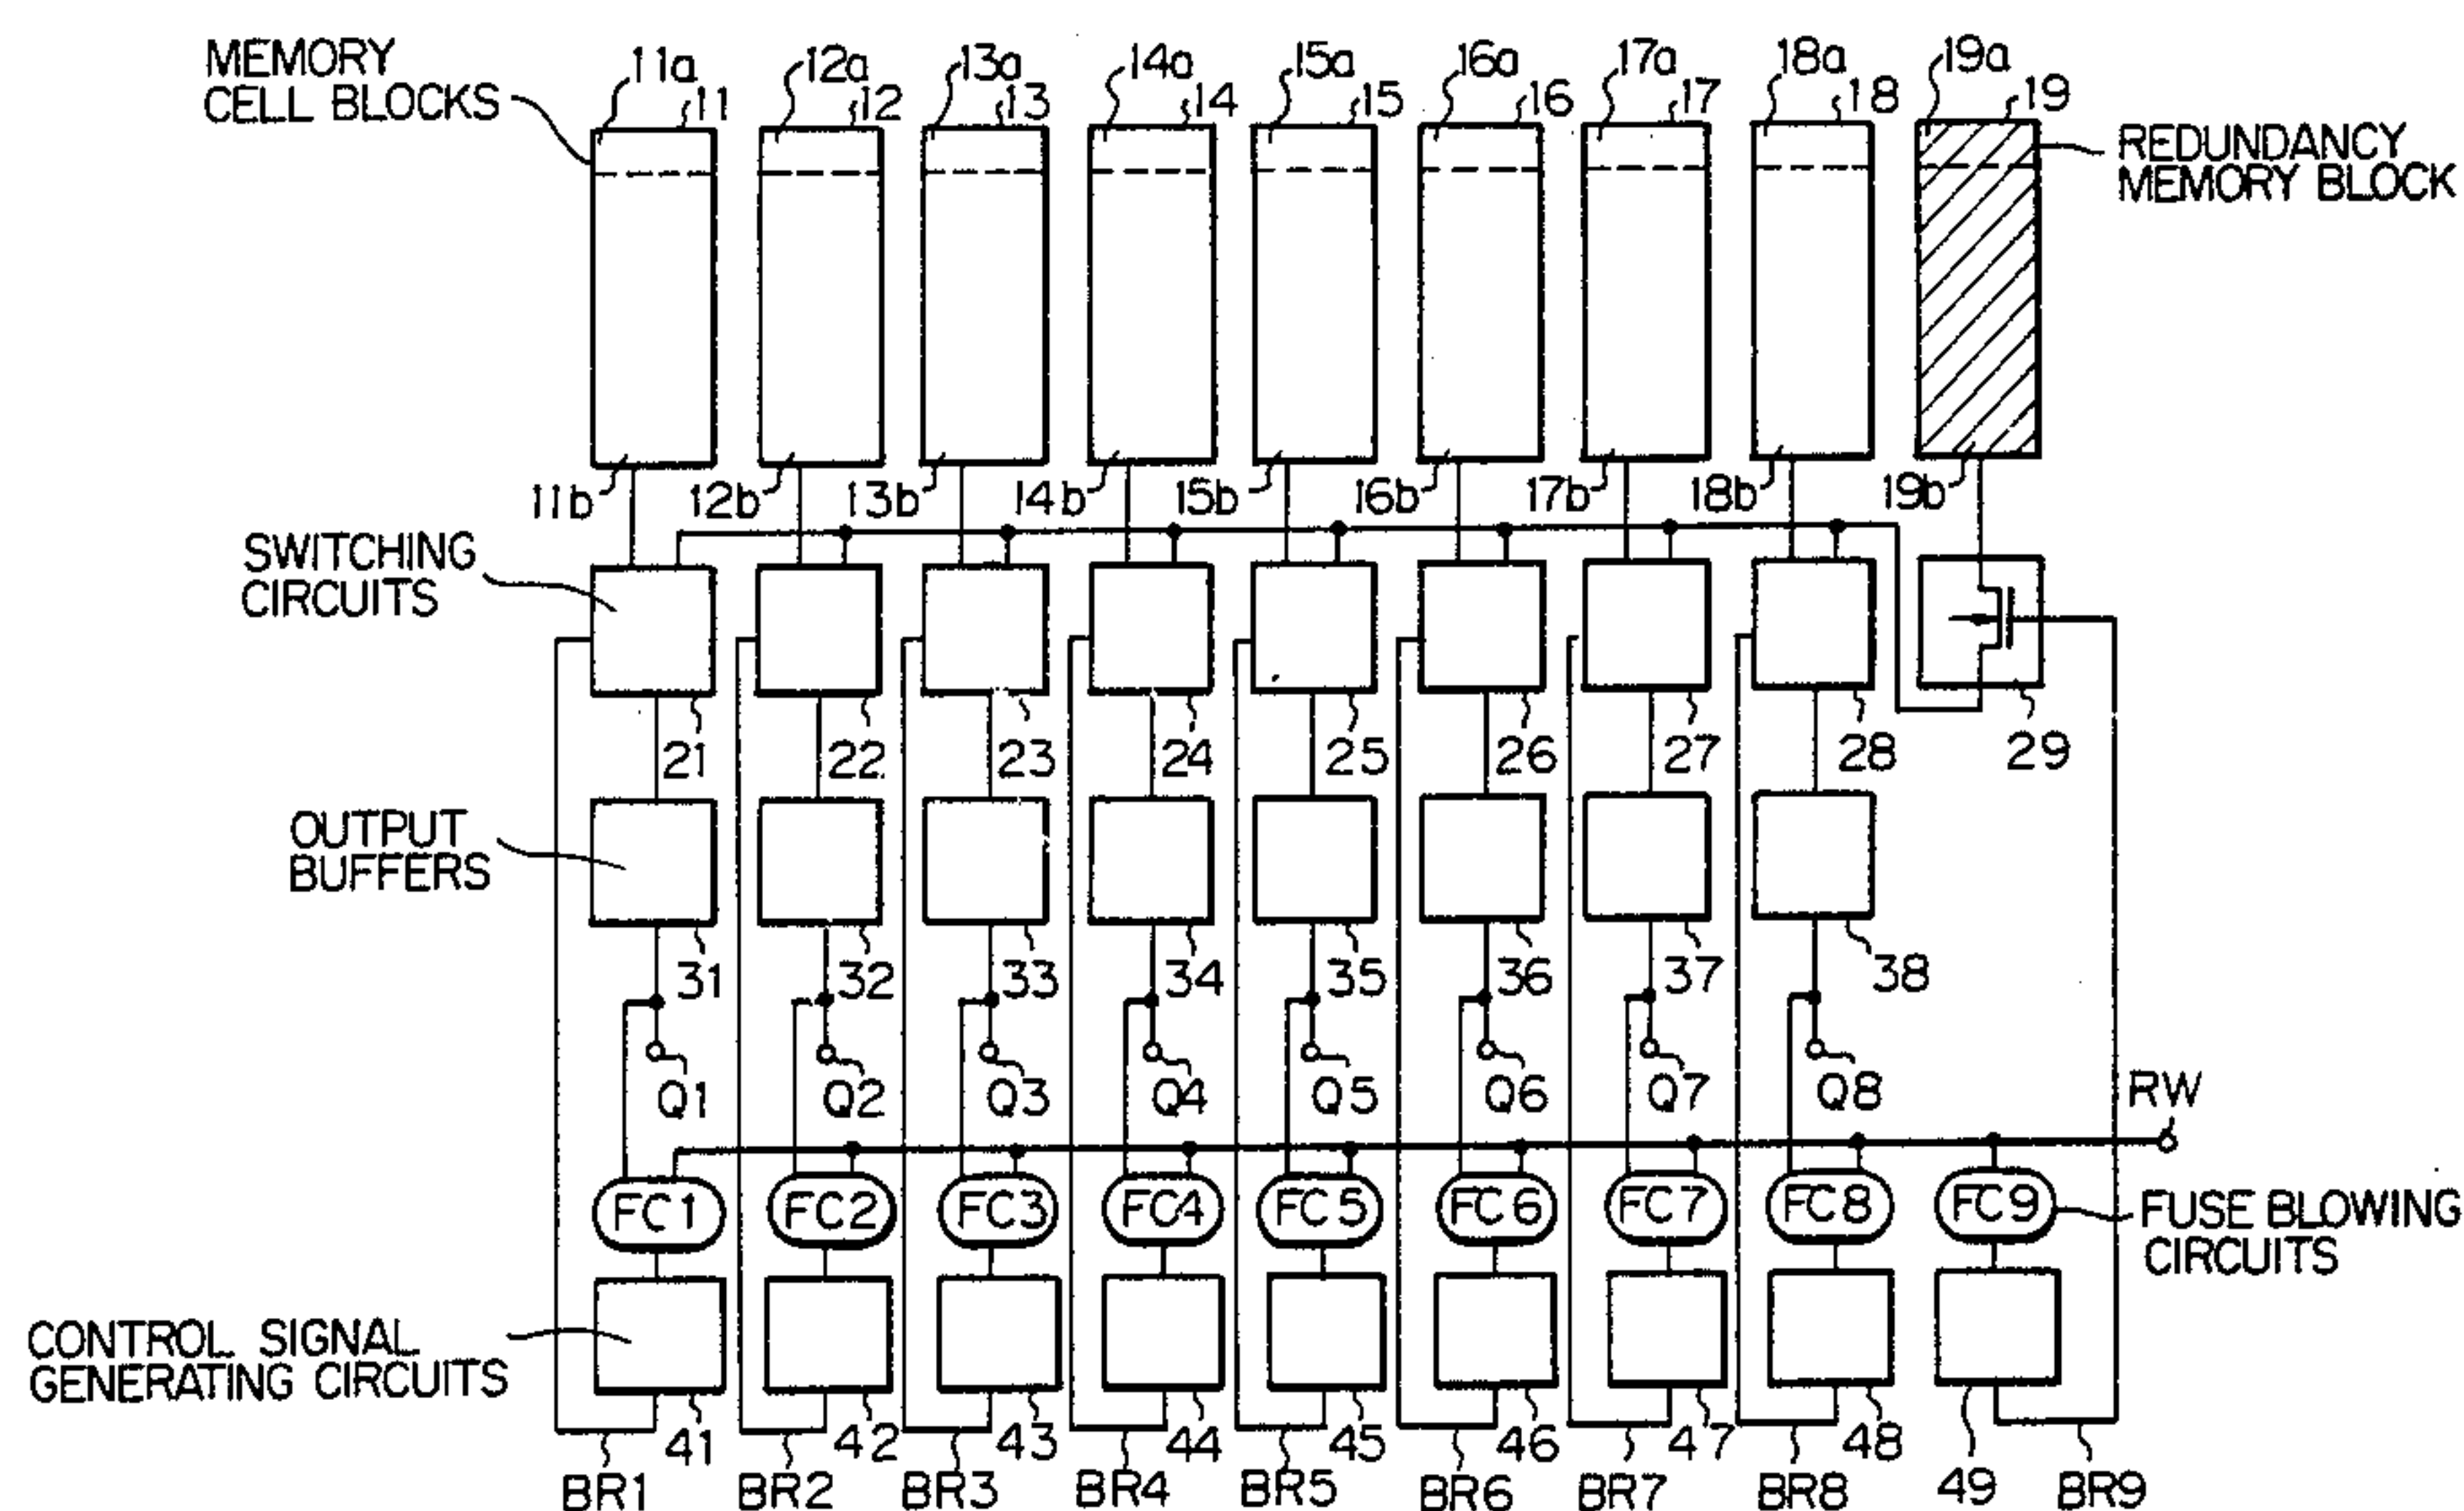 MEMORY
CELL BLOCKS
11a 11 12a 12 13a 13 14a 14 15a 15 16a 16 17a 17 18a 18 19a 19
REDUNDANCY
MEMORY BLOCK
11b 12b 13b 14b 15b 16b 17b 18b 19b
SWITCHING
CIRCUITS
21 22 23 24 25 26 27 28 29
OUTPUT
BUFFERS
31 32 33 34 35 36 37 38
Q1 Q2 Q3 Q4 Q5 Q6 Q7 Q8 RW
FC1 FC2 FC3 FC4 FC5 FC6 FC7 FC8 FC9
FUSE BLOWING
CIRCUITS
CONTROL SIGNAL
GENERATING CIRCUITS
41 42 43 44 45 46 47 48 49
BR1 BR2 BR3 BR4 BR5 BR6 BR7 BR8 BR9